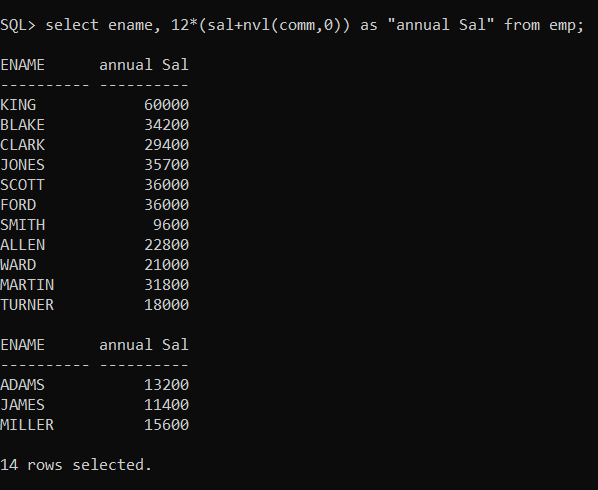 SQL> select ename, 12*(sal+nvl(comm,0)) as "annual Sal" from emp;
ENAME      annual Sal
---------- ----------
KING            60000
BLAKE           34200
CLARK           29400
JONES           35700
SCOTT           36000
FORD            36000
SMITH            9600
ALLEN           22800
WARD            21000
MARTIN          31800
TURNER          18000
ENAME      annual Sal
---------- ----------
ADAMS           13200
JAMES           11400
MILLER          15600
14 rows selected.